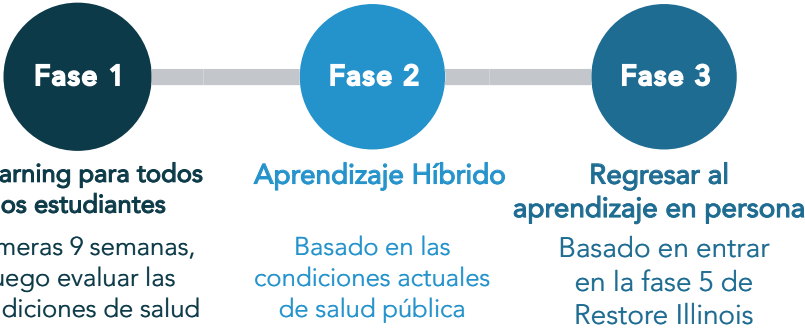 Fase 1
Fase 2
Fase 3
arning para todos
os estudiantes
meras 9 semanas,
uego evaluar las
diciones de salud
Aprendizaje Híbrido
Basado en las
condiciones actuales
de salud pública
Regresar al
aprendizaje en persona
Basado en entrar
en la fase 5 de
Restore Illinois